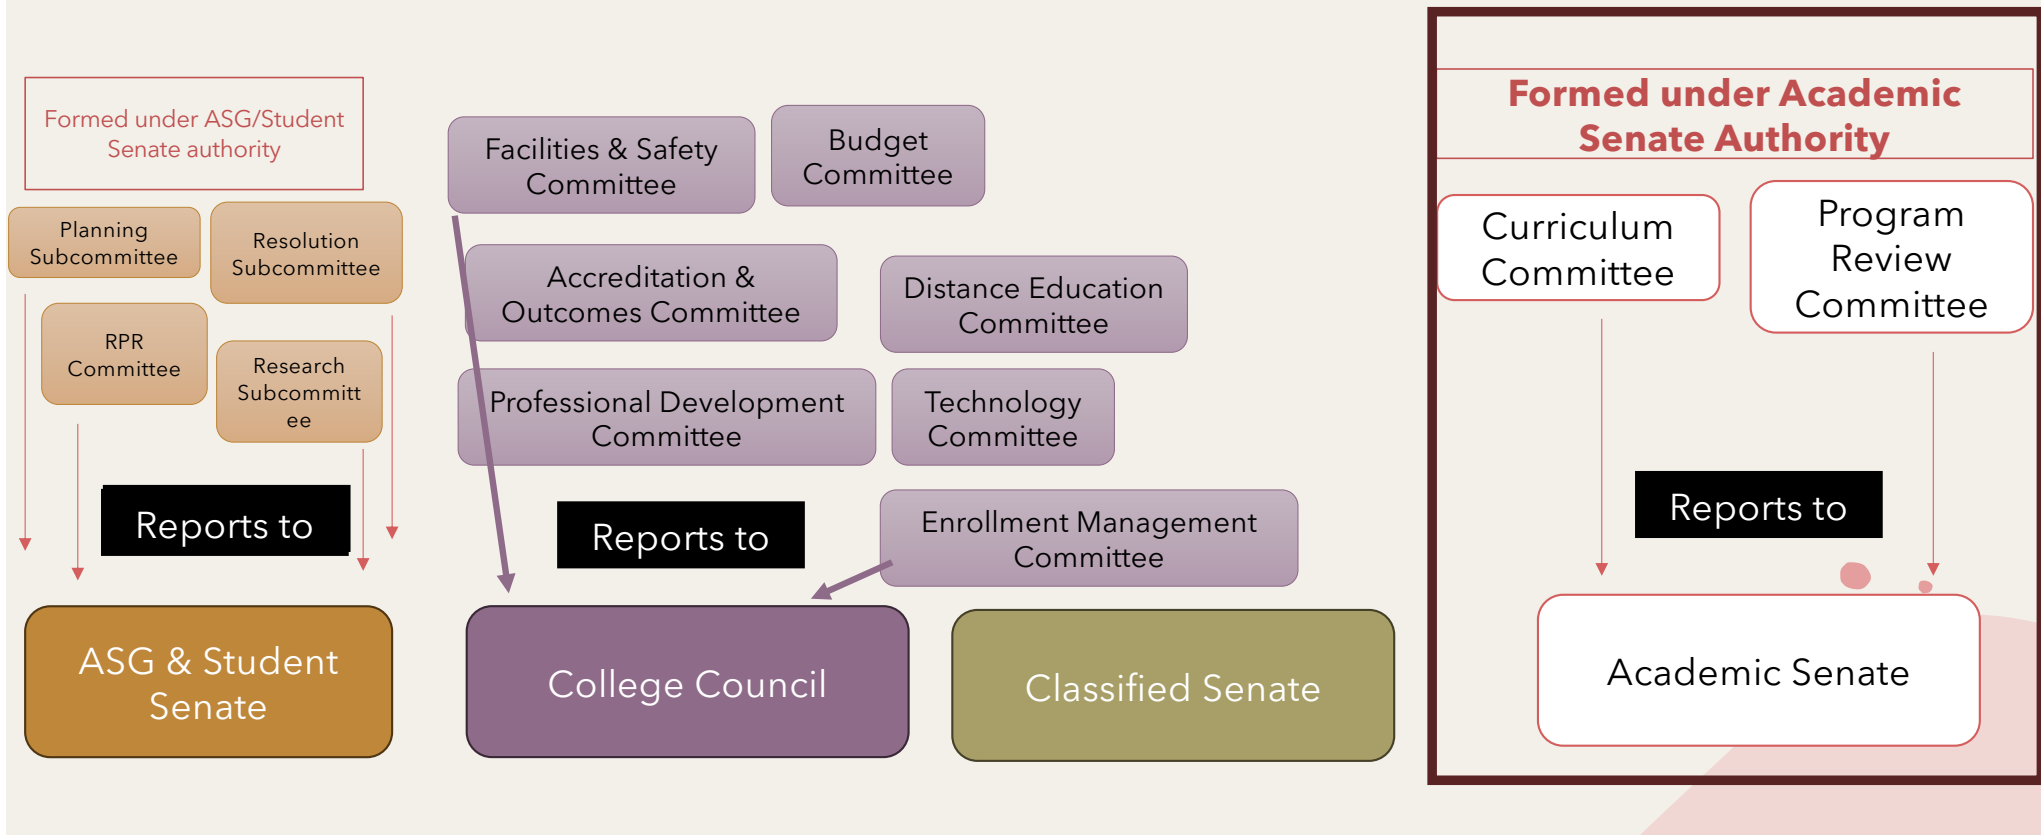 Formed under ASG/Student
Senate authority
Planning
Subcommittee
Resolution
Subcommittee
RPR
Committee
Research
Subcommitt
ee
Reports to
ASG & Student
Senate
Facilities & Safety
Committee
Budget
Committee
Accreditation &
Outcomes Committee
Distance Education
Committee
Professional Development
Committee
Technology
Committee
Reports to
Enrollment Management
Committee
College Council
Classified Senate
Formed under Academic
Senate Authority
Curriculum
Committee
Program
Review
Committee
Reports to
Academic Senate